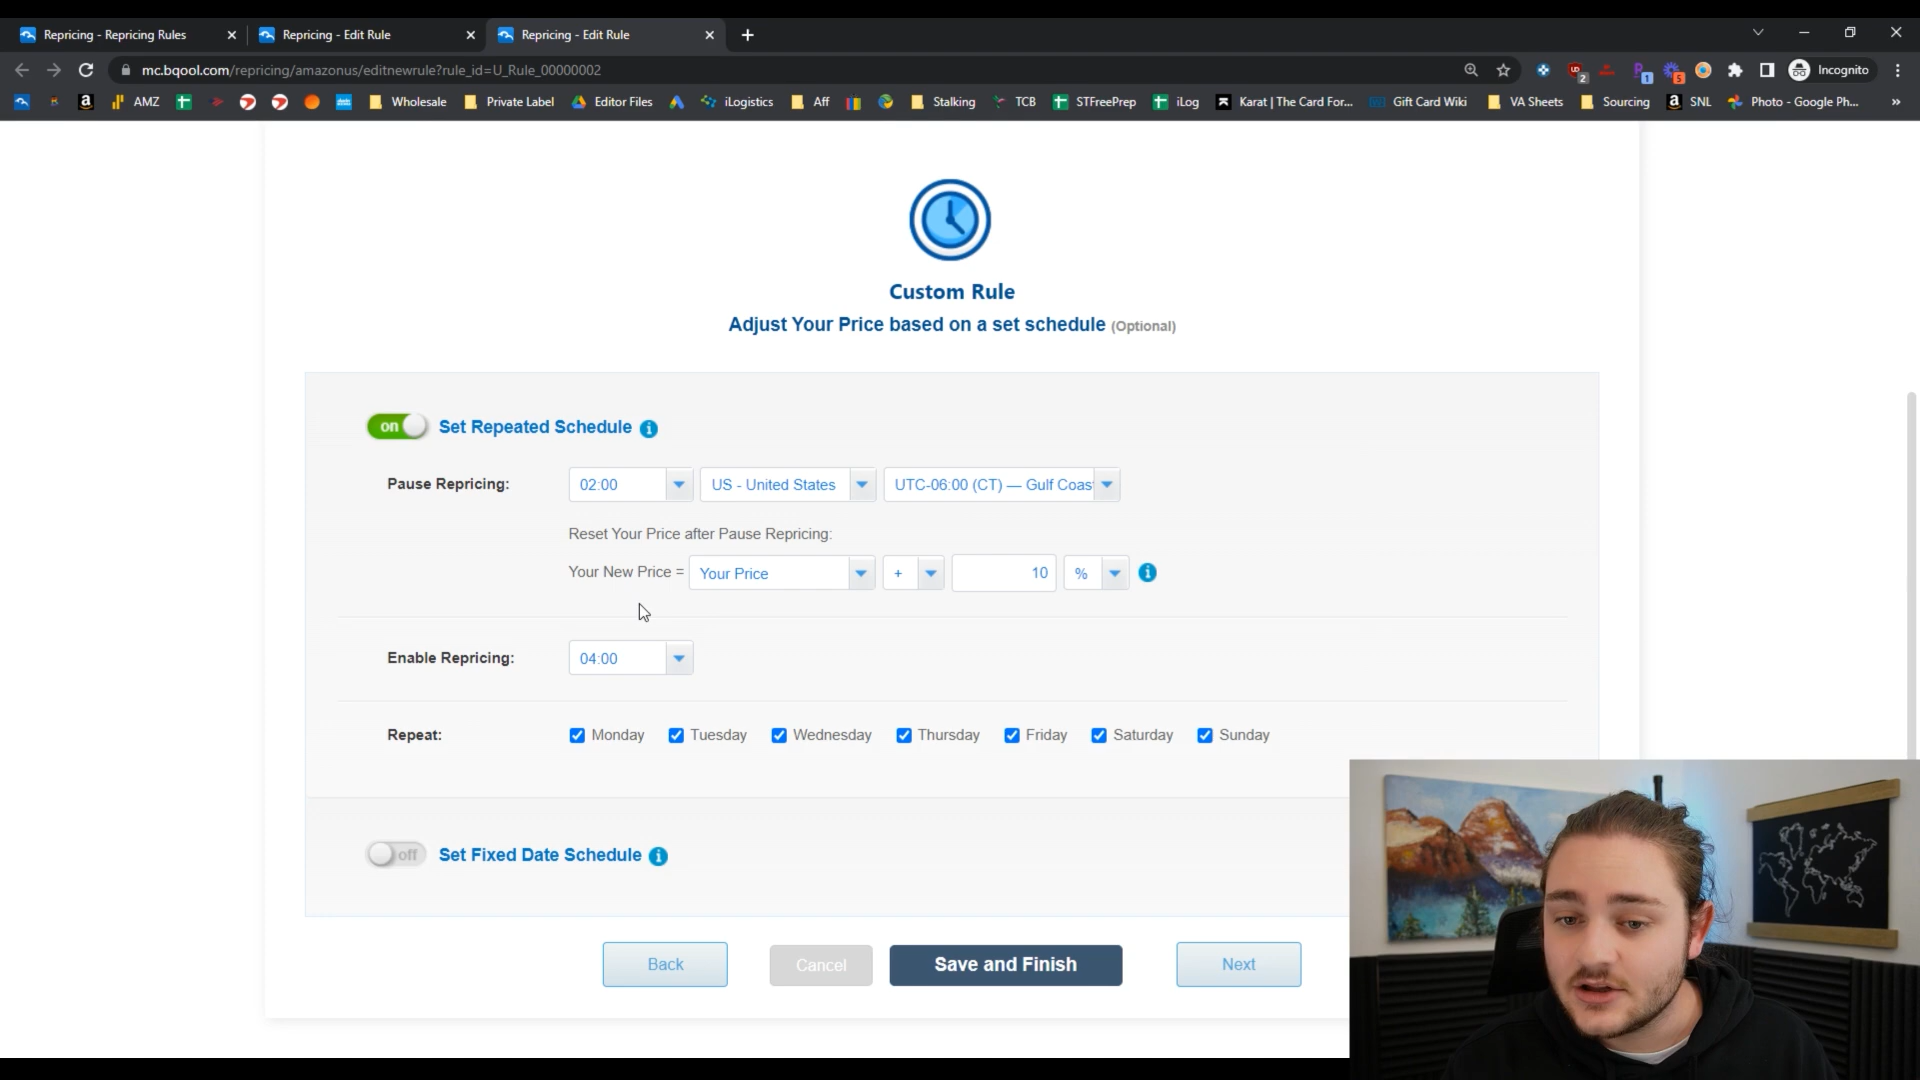 Repricing - Repricing Rules
Repricing - Edit Rule
Repricing - Edit Rule
mc.bqool.com/repricing/amazonus/editnewrule?rule_id=U_Rule_00000002
2
1
5
Incognito
AMZ
Wholesale
Private Label
Editor Files
iLogistics
Aff
Stalking
TCB
STFreePrep
iLog
Karat | The Card For...
Gift Card Wiki
VA Sheets
Sourcing
SNL
Photo - Google Ph...
»
Custom Rule
Adjust Your Price based on a set schedule (Optional)
on Set Repeated Schedule
Pause Repricing: 02:00 US - United States UTC-06:00 (CT) — Gulf Coas
Reset Your Price after Pause Repricing:
Your New Price = Your Price + 10 %
Enable Repricing: 04:00
Repeat: Monday Tuesday Wednesday Thursday Friday Saturday Sunday
off Set Fixed Date Schedule
Back Cancel Save and Finish Next